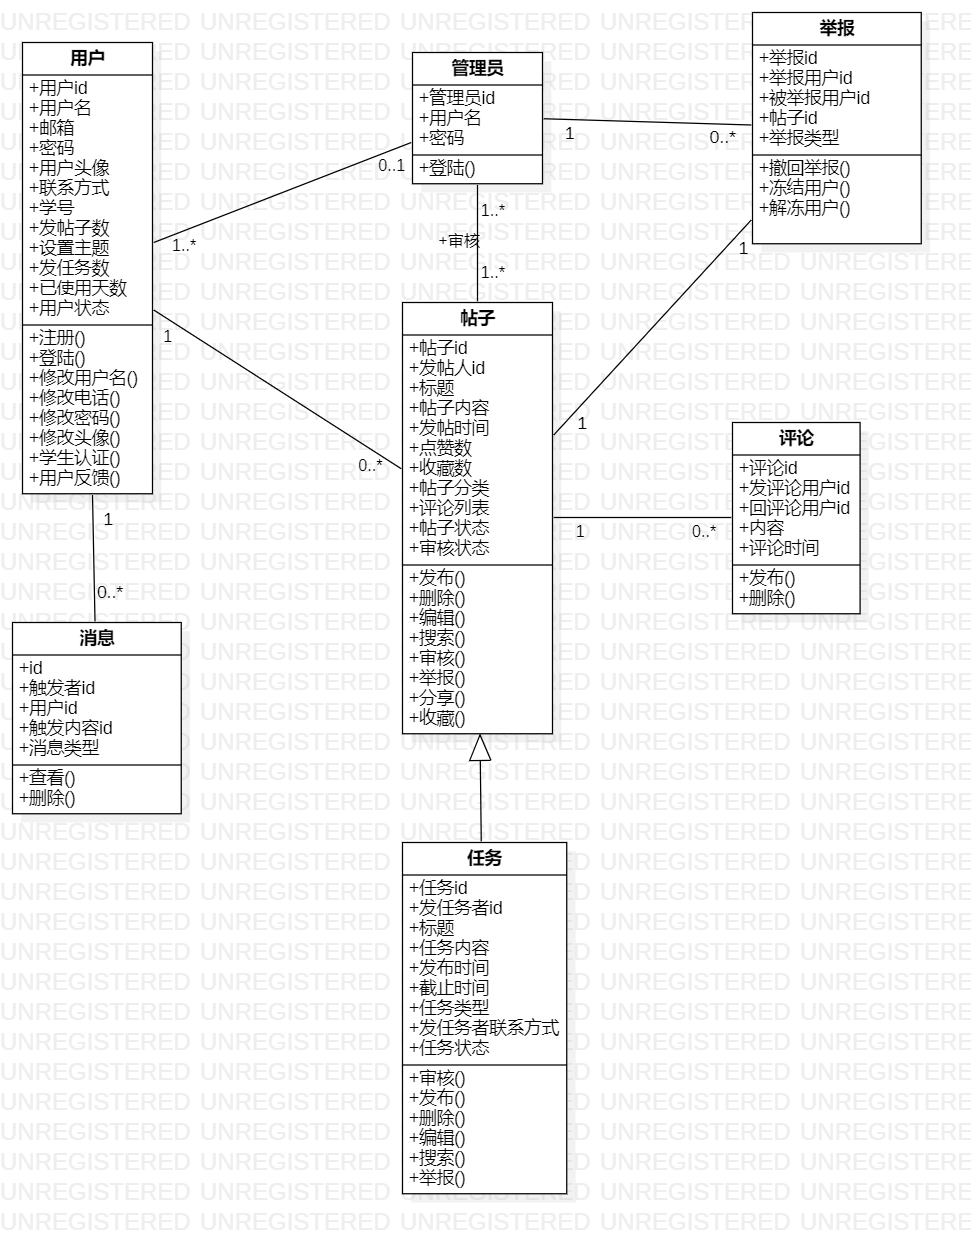 用户
+用户id
+用户名
+邮箱
+密码
+用户头像
+联系方式
+学号
+发帖子数
+设置主题
+发任务数
+已使用天数
+用户状态
+注册()
+登陆()
+修改用户名()
+修改电话()
+修改密码()
+修改头像()
+学生认证()
+用户反馈()
管理员
+管理员id
+用户名
+密码
+登陆()
举报
+举报id
+举报用户id
+被举报用户id
+帖子id
+举报类型
+撤回举报()
+冻结用户()
+解冻用户()
1
0..*
0..1
1..*
1..*
+审核
1..*
1
1
1
0..*
帖子
+帖子id
+发帖人id
+标题
+帖子内容
+发帖时间
+点赞数
+收藏数
+帖子分类
+评论列表
+帖子状态
+审核状态
+发布()
+删除()
+编辑()
+搜索()
+审核()
+举报()
+分享()
+收藏()
1
0..*
评论
+评论id
+发评论用户id
+回评论用户id
+内容
+评论时间
+发布()
+删除()
1
0..*
消息
+id
+触发者id
+用户id
+触发内容id
+消息类型
+查看()
+删除()
任务
+任务id
+发任务者id
+标题
+任务内容
+发布时间
+截止时间
+任务类型
+发任务者联系方式
+任务状态
+审核()
+发布()
+删除()
+编辑()
+搜索()
+举报()
UNREGISTERED